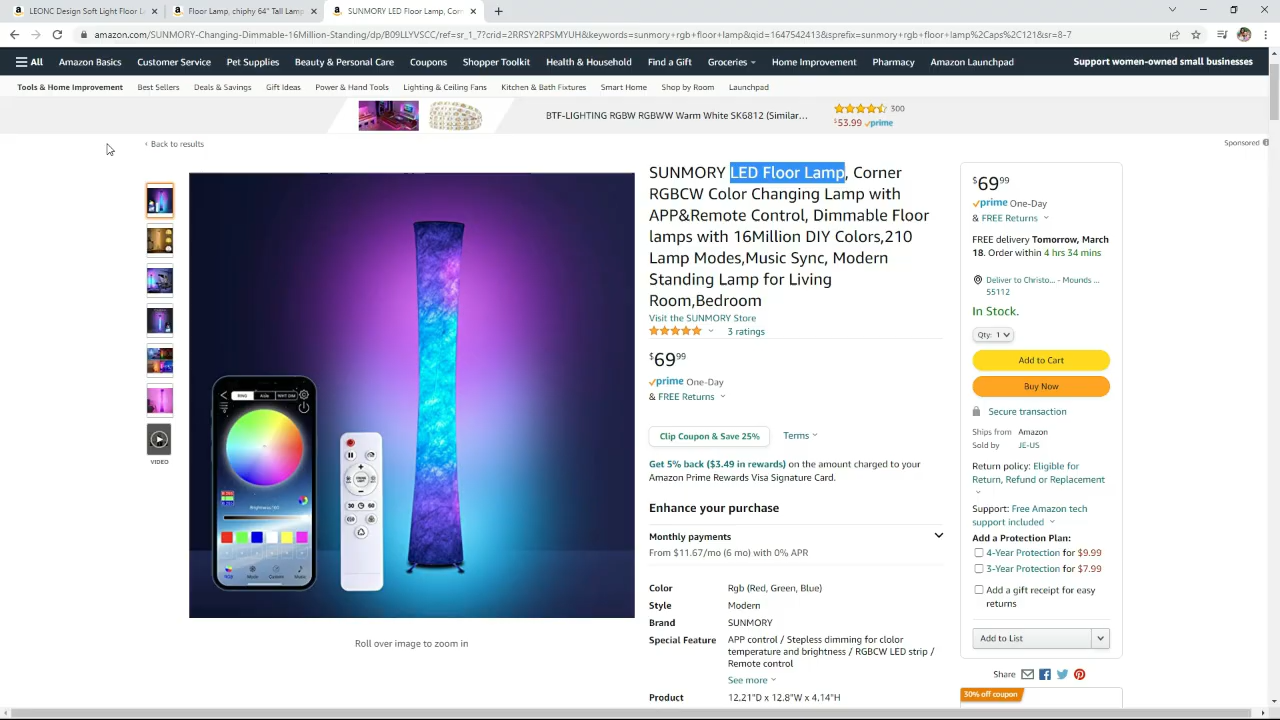 LEONC Design Soft Light Floor La
Floor Lamp, chiphy 64" Tall Lamp
SUNMORY LED Floor Lamp, Corne
amazon.com/SUNMORY-Changing-Dimmable-16Million-Standing/dp/B09LLYVSCC/ref=sr_1_7?crid=2RRSY2RPSMYUH&keywords=sunmory+rgb+floor+lamp&qid=1647542413&sprefix=sunmory+rgb+floor+lamp%2Caps%2C121&sr=8-7
All Amazon Basics Customer Service Pet Supplies Beauty & Personal Care Coupons Shopper Toolkit Health & Household Find a Gift Groceries Home Improvement Pharmacy Amazon Launchpad Support women-owned small businesses
Tools & Home Improvement Best Sellers Deals & Savings Gift Ideas Power & Hand Tools Lighting & Ceiling Fans Kitchen & Bath Fixtures Smart Home Shop by Room Launchpad
BTF-LIGHTING RGBW RGBWW Warm White SK6812 (Similar...
300
$53.99 prime
Sponsored
‹ Back to results
SUNMORY LED Floor Lamp, Corner
RGBCW Color Changing Lamp with
APP&Remote Control, Dimmable Floor
lamps with 16Million DIY Colors,210
Lamp Modes,Music Sync, Modern
Standing Lamp for Living
Room,Bedroom
Visit the SUNMORY Store
3 ratings
$69.99
prime One-Day
& FREE Returns
Clip Coupon & Save 25% Terms
Get 5% back ($3.49 in rewards) on the amount charged to your
Amazon Prime Rewards Visa Signature Card.
Enhance your purchase
Monthly payments
From $11.67/mo (6 mo) with 0% APR
Color Rgb (Red, Green, Blue)
Style Modern
Brand SUNMORY
Special Feature APP control / Stepless dimming for clolor
temperature and brightness / RGBCW LED strip /
Remote control
See more
Product 12.21"D x 12.8"W x 4.14"H
VIDEO
Roll over image to zoom in
$69.99
prime One-Day
& FREE Returns
FREE delivery Tomorrow, March
18. Order within 4 hrs 34 mins
Deliver to Christo... - Mounds ...
55112
In Stock.
Qty: 1
Add to Cart
Buy Now
Secure transaction
Ships from Amazon
Sold by JE-US
Return policy: Eligible for
Return, Refund or Replacement
Support: Free Amazon tech
support included
Add a Protection Plan:
4-Year Protection for $9.99
3-Year Protection for $7.99
Add a gift receipt for easy
returns
Add to List
Share
30% off coupon